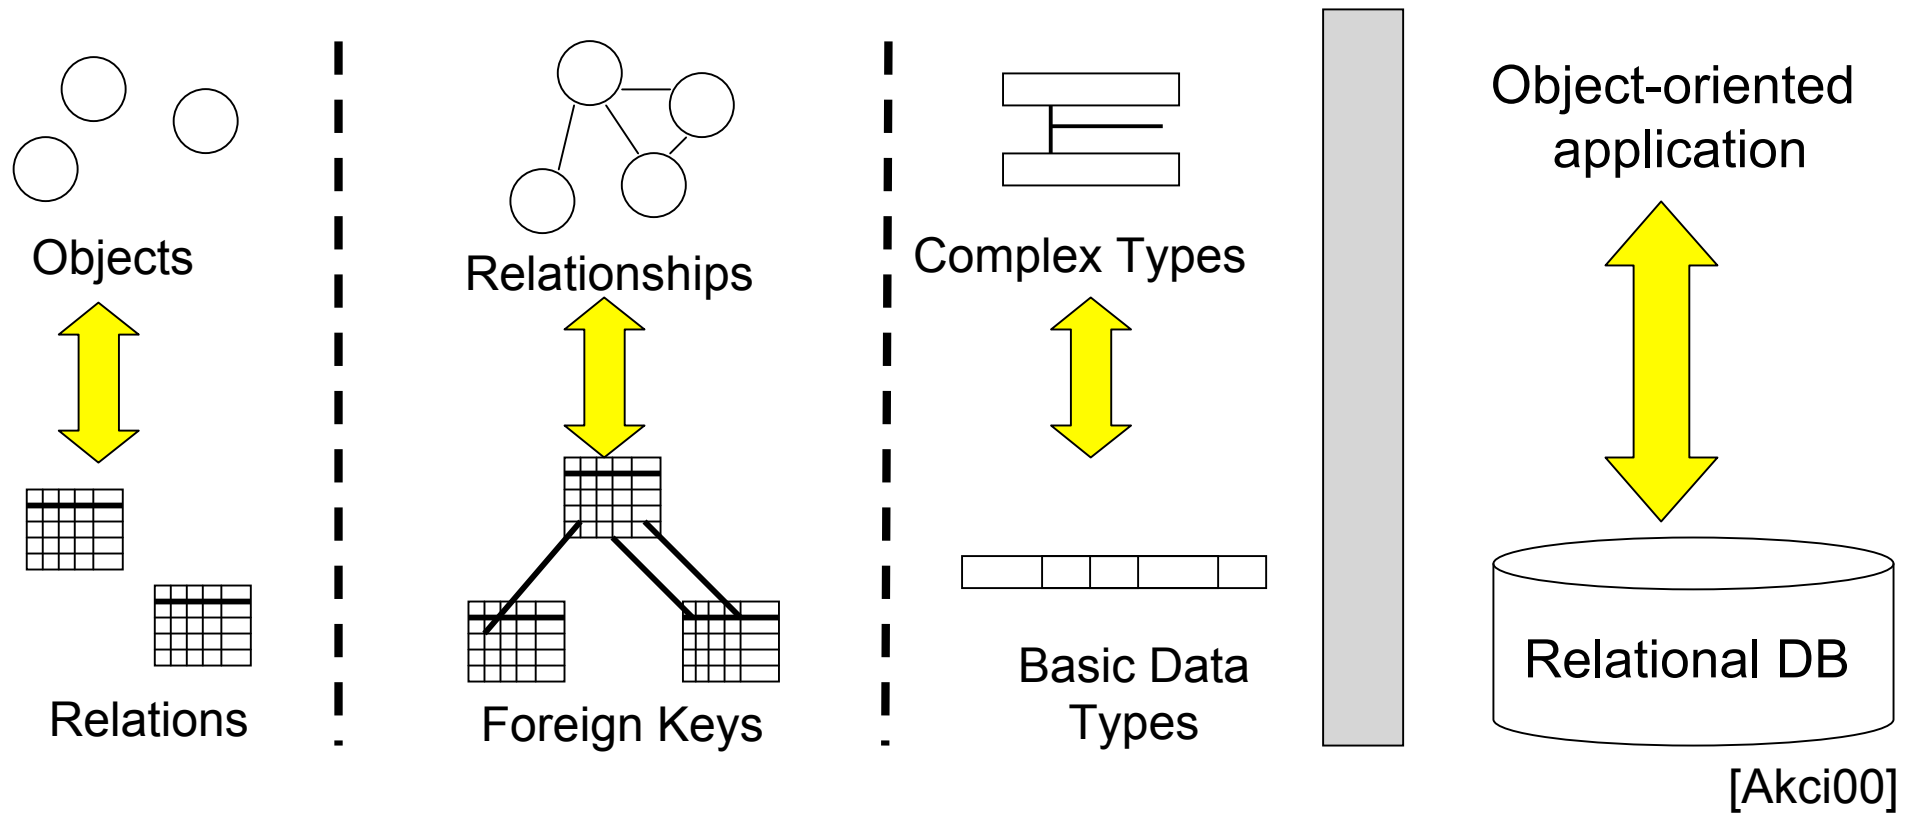 Objects
Relations
Relationships
Foreign Keys
Complex Types
Basic Data
Types
Object-oriented
application
Relational DB
[Akci00]